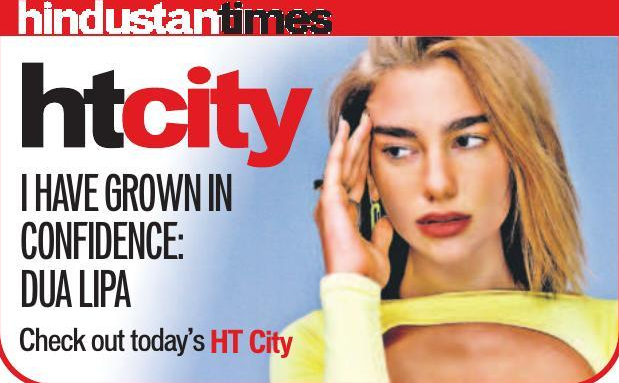 hindustantimes
htcity
I HAVE GROWN IN
CONFIDENCE:
DUA LIPA
Check out today's HT City